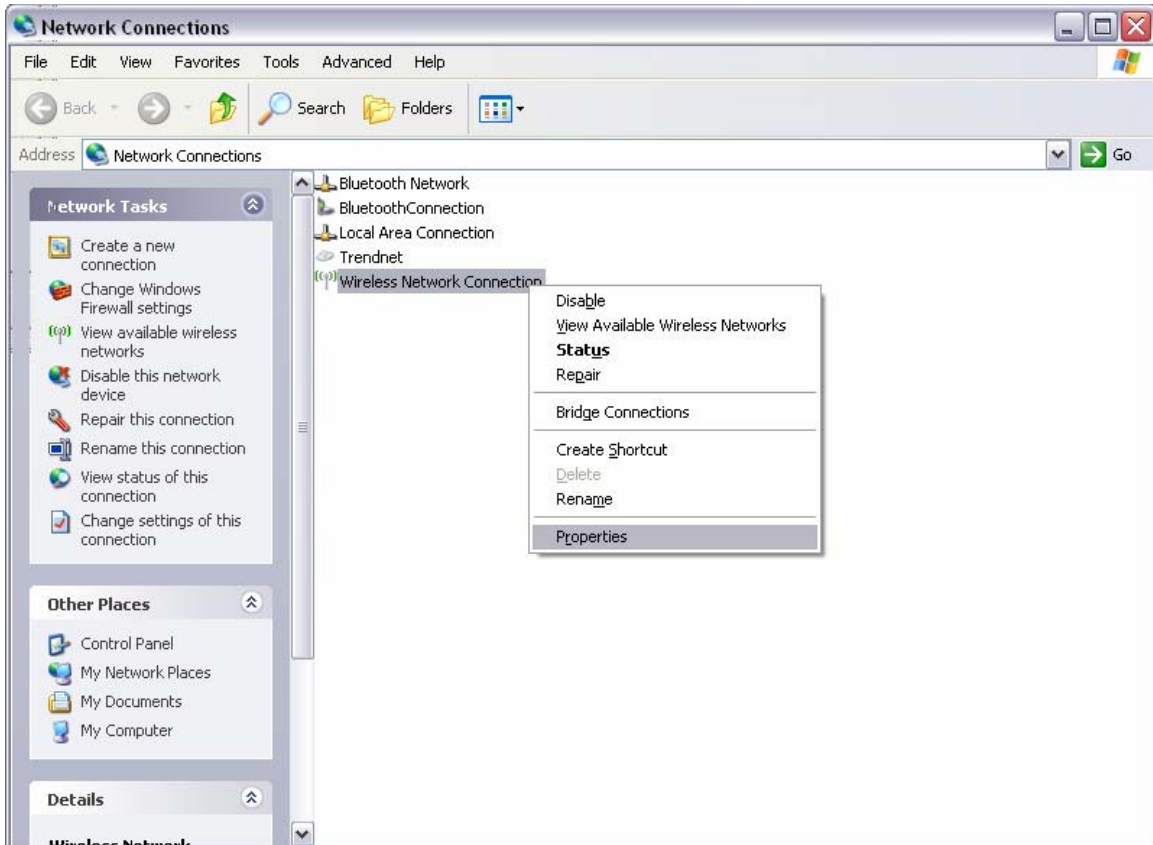 Network Connections
File Edit View Favorites Tools Advanced Help
Back Search Folders
Address Network Connections Go
Network Tasks
Create a new
connection
Change Windows
Firewall settings
View available wireless
networks
Disable this network
device
Repair this connection
Rename this connection
View status of this
connection
Change settings of this
connection
Other Places
Control Panel
My Network Places
My Documents
My Computer
Details
Wireless Network
Bluetooth Network
BluetoothConnection
Local Area Connection
Trendnet
Wireless Network Connection
Disable
View Available Wireless Networks
Status
Repair
Bridge Connections
Create Shortcut
Delete
Rename
Properties